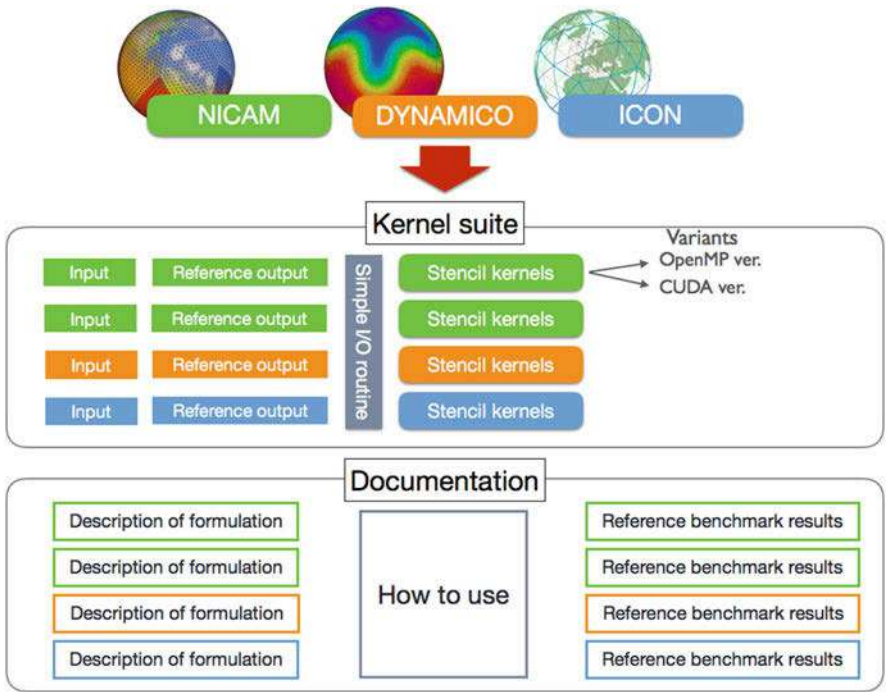 NICAM
DYNAMICO
ICON
Kernel suite
Variants
OpenMP ver.
CUDA ver.
Input
Reference output
Simple I/O routine
Stencil kernels
Input
Reference output
Stencil kernels
Input
Reference output
Stencil kernels
Input
Reference output
Stencil kernels
Documentation
Description of formulation
Reference benchmark results
Description of formulation
Reference benchmark results
How to use
Description of formulation
Reference benchmark results
Description of formulation
Reference benchmark results